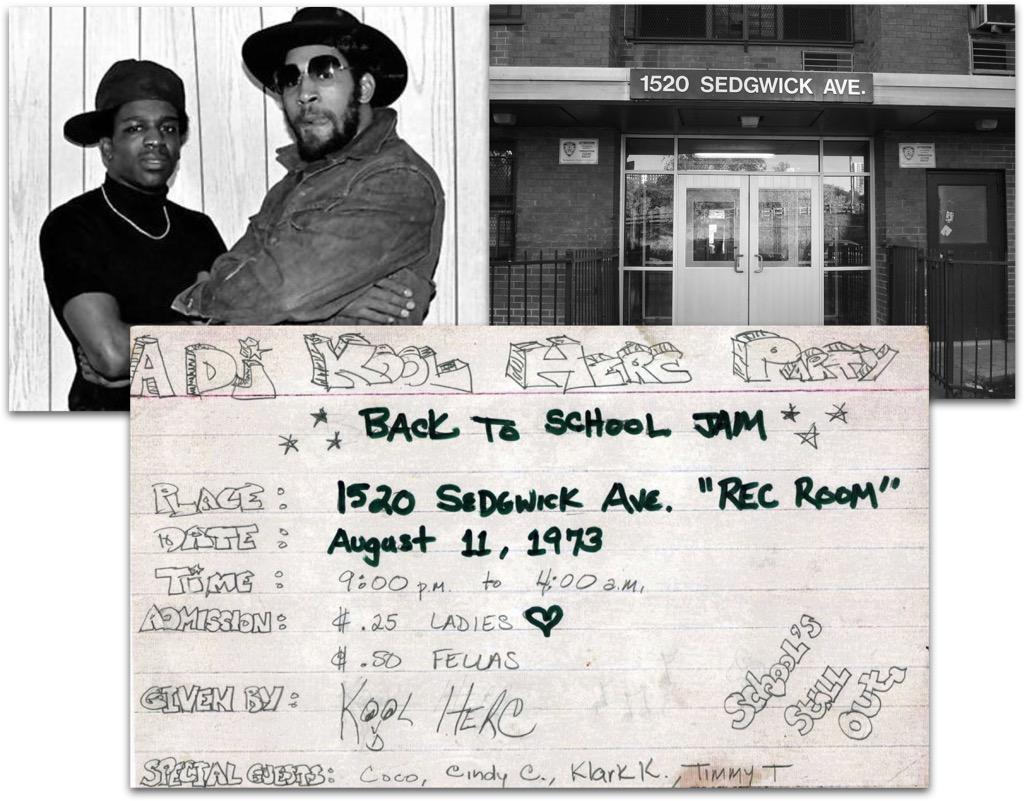 1520 SEDGWICK AVE.
A DJ KOOL HERC PARTY
BACK TO SCHOOL JAM
PLACE: 1520 SEDGWICK AVE. "REC ROOM"
DATE: August 11, 1973
TIME: 9:00 p.m. to 4:00 a.m.
ADMISSION: $.25 LADIES
$.50 FELLAS
GIVEN BY: KOOL HERC
SCHOOL'S
STILL
OUT.
SPECIAL GUESTS: Coco, Cindy C., KlarK K., Timmy T